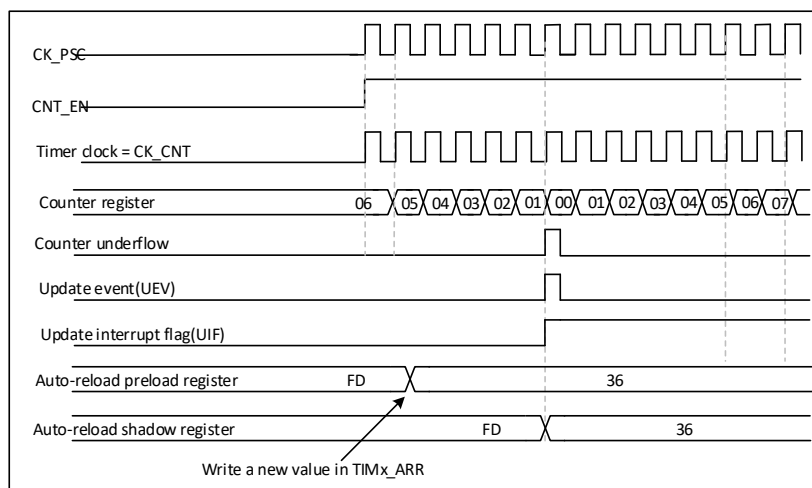 CK_PSC
CNT_EN
Timer clock = CK_CNT
Counter register 06 05 04 03 02 01 00 01 02 03 04 05 06 07
Counter underflow
Update event(UEV)
Update interrupt flag(UIF)
Auto-reload preload register FD 36
Auto-reload shadow register FD 36
Write a new value in TIMx_ARR